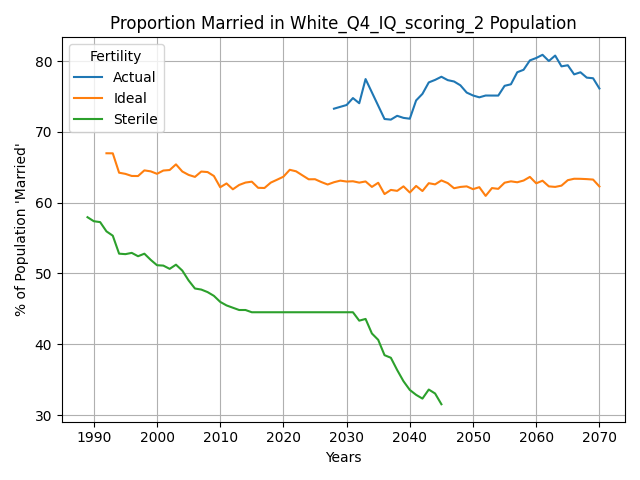 Proportion Married in White_Q4_IQ_scoring_2 Population
% of Population 'Married'
80
70
60
50
40
30
Fertility
Actual
Ideal
Sterile
1990 2000 2010 2020 2030 2040 2050 2060 2070
Years